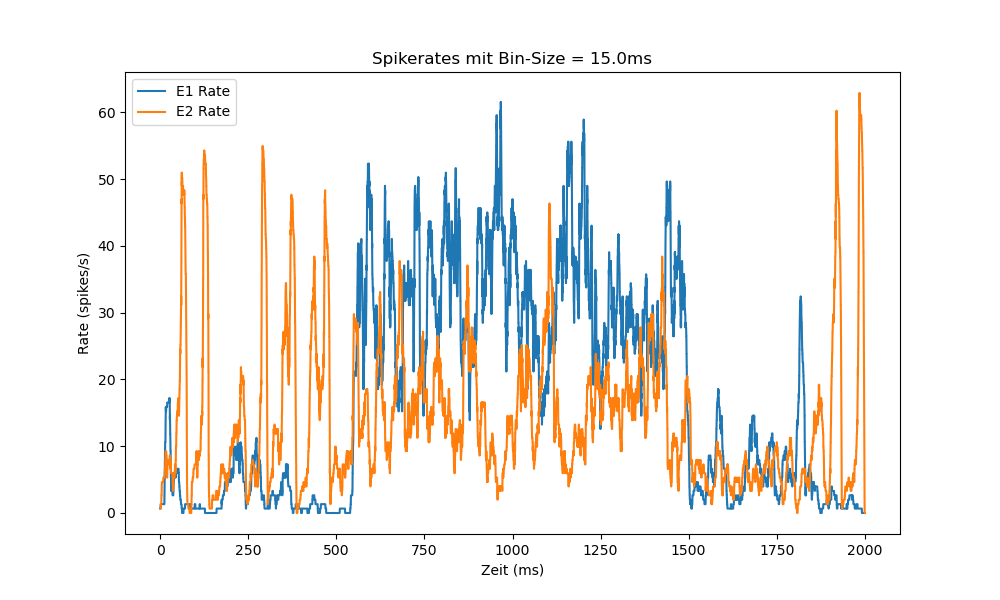 Spikerates mit Bin-Size = 15.0ms
E1 Rate
E2 Rate
Rate (spikes/s)
60
50
40
30
20
10
0
0 250 500 750 1000 1250 1500 1750 2000
Zeit (ms)